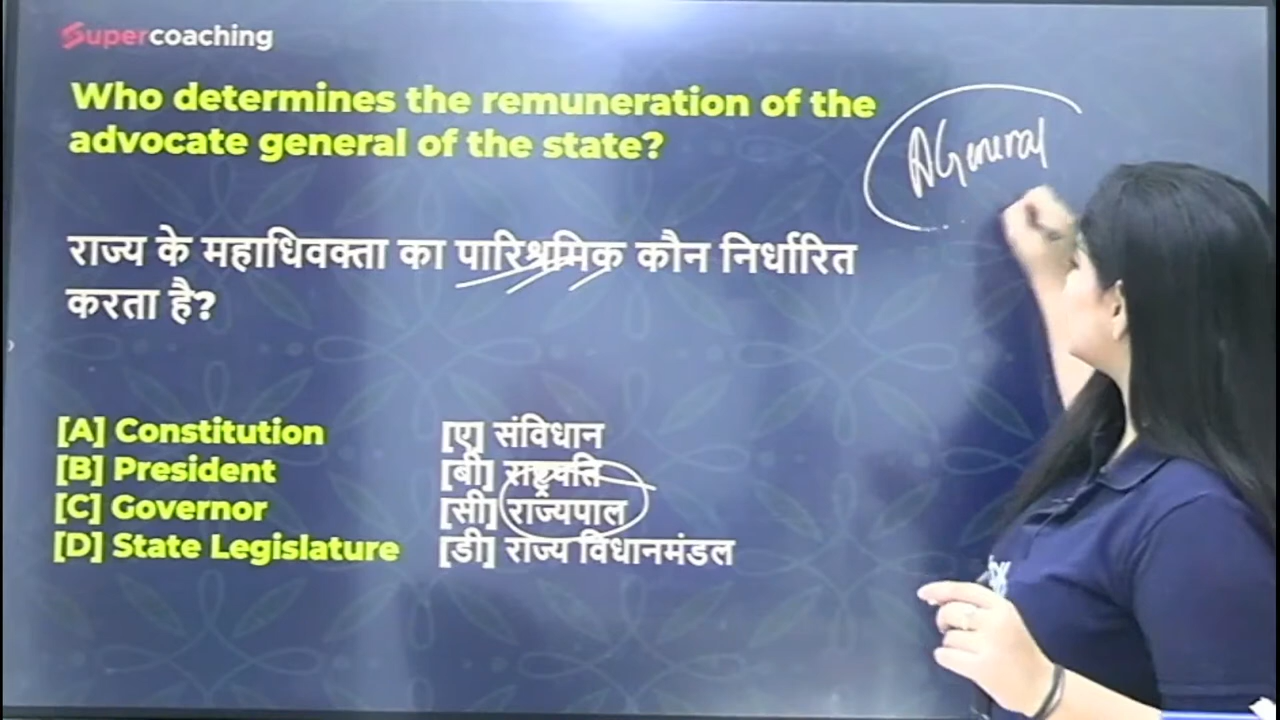 Supercoaching
Who determines the remuneration of the
advocate general of the state?
AGeneral
राज्य के महाधिवक्ता का पारिश्रमिक कौन निर्धारित
करता है?
[A] Constitution
[B] President
[C] Governor
[D] State Legislature
[ए] संविधान
[बी] राष्ट्रपति
[सी] राज्यपाल
[डी] राज्य विधानमंडल